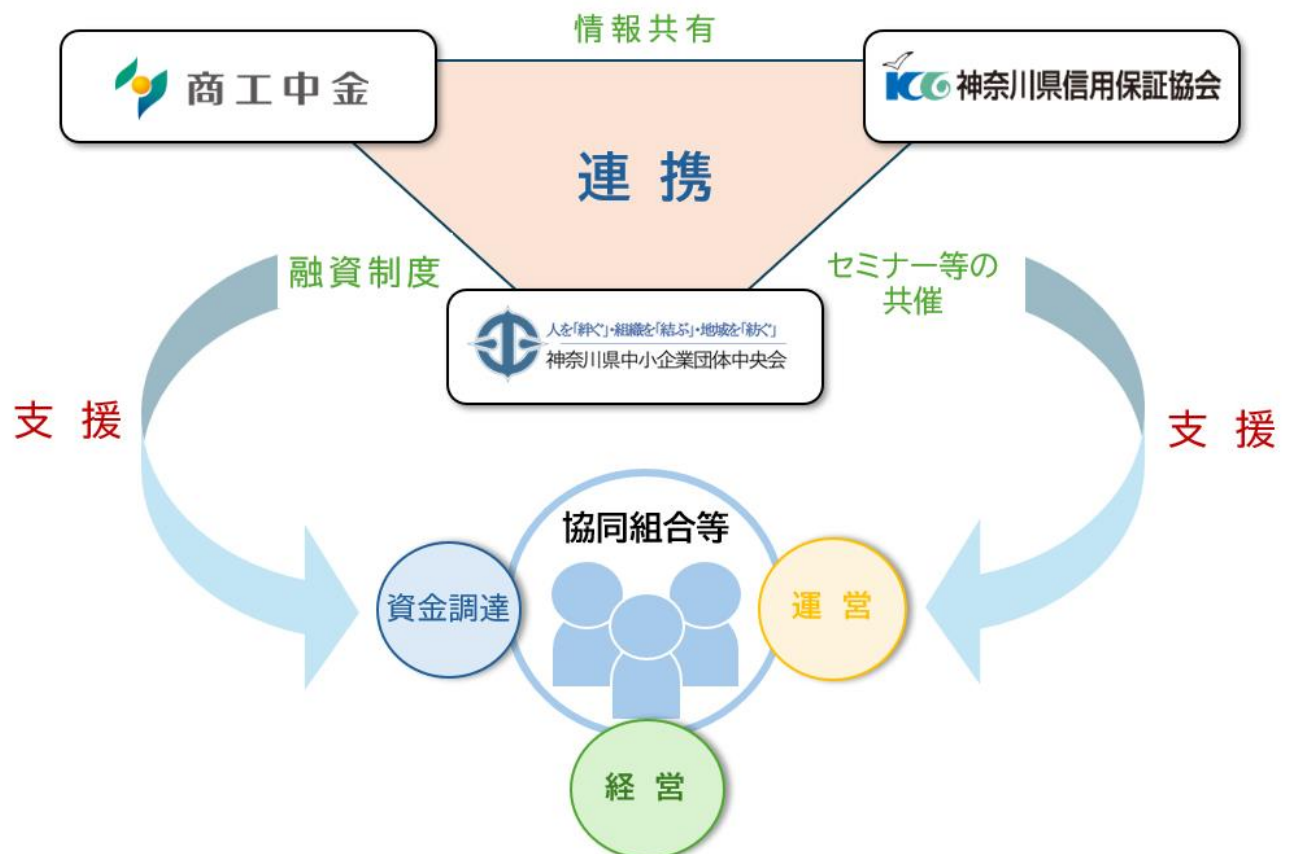 情報共有
商工中金
KCG 神奈川県信用保証協会
連携
融資制度
セミナー等の
共催
人を「絆ぐ」・組織を「結ぶ」・地域を「紡ぐ」
神奈川県中小企業団体中央会
支援
支援
協同組合等
資金調達
運営
経営